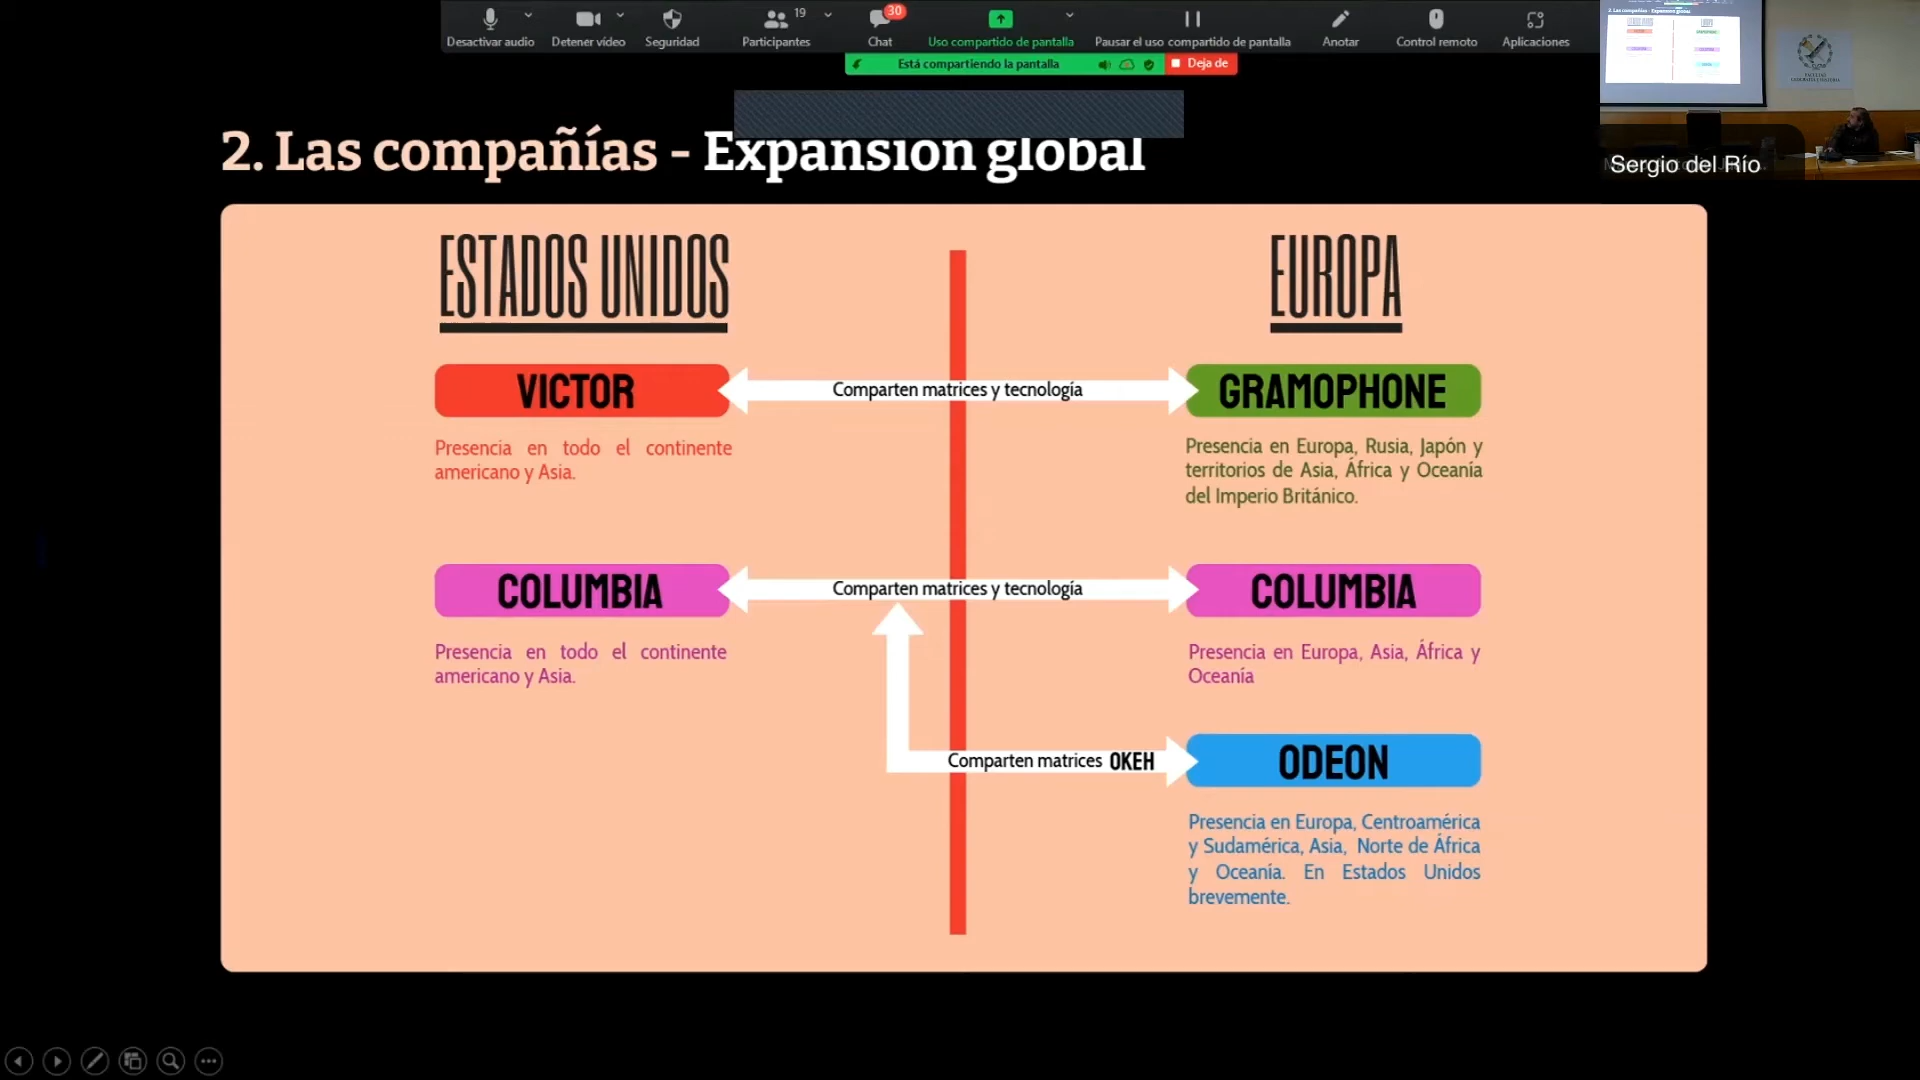 Desactivar audio
Detener vídeo
Seguridad
19
Participantes
30
Chat
Uso compartido de pantalla
Pausar el uso compartido de pantalla
Anotar
Control remoto
Aplicaciones
Está compartiendo la pantalla
Deja de
Sergio del Río
2. Las compañías - Expansión global
ESTADOS UNIDOS
EUROPA
VICTOR
Comparten matrices y tecnología
GRAMOPHONE
Presencia en todo el continente
americano y Asia.
Presencia en Europa, Rusia, Japón y
territorios de Asia, África y Oceanía
del Imperio Británico.
COLUMBIA
Comparten matrices y tecnología
COLUMBIA
Presencia en todo el continente
americano y Asia.
Presencia en Europa, Asia, África y
Oceanía
Comparten matrices OKEH
ODEON
Presencia en Europa, Centroamérica
y Sudamérica, Asia, Norte de África
y Oceanía. En Estados Unidos
brevemente.